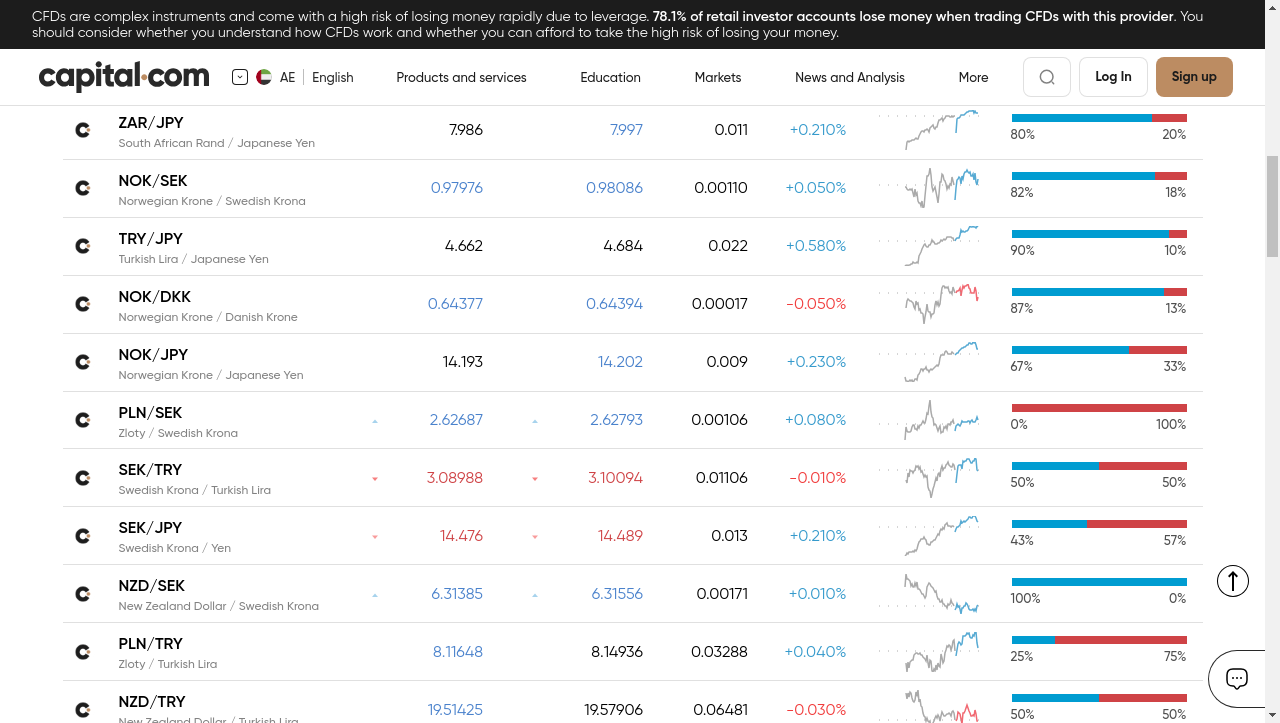 CFDs are complex instruments and come with a high risk of losing money rapidly due to leverage. 78.1% of retail investor accounts lose money when trading CFDs with this provider. You
should consider whether you understand how CFDs work and whether you can afford to take the high risk of losing your money.
capital.com AE English Products and services Education Markets News and Analysis More Log In Sign up
ZAR/JPY 7.986 7.997 0.011 +0.210%
South African Rand / Japanese Yen 80% 20%
NOK/SEK 0.97976 0.98086 0.00110 +0.050%
Norwegian Krone / Swedish Krona 82% 18%
TRY/JPY 4.662 4.684 0.022 +0.580%
Turkish Lira / Japanese Yen 90% 10%
NOK/DKK 0.64377 0.64394 0.00017 -0.050%
Norwegian Krone / Danish Krone 87% 13%
NOK/JPY 14.193 14.202 0.009 +0.230%
Norwegian Krone / Japenese Yen 67% 33%
PLN/SEK 2.62687 2.62793 0.00106 +0.080%
Zloty / Swedish Krona 0% 100%
SEK/TRY 3.08988 3.10094 0.01106 -0.010%
Swedish Krona / Turkish Lira 50% 50%
SEK/JPY 14.476 14.489 0.013 +0.210%
Swedish Krona / Yen 43% 57%
NZD/SEK 6.31385 6.31556 0.00171 +0.010%
New Zealand Dollar / Swedish Krona 100% 0%
PLN/TRY 8.11648 8.14936 0.03288 +0.040%
Zloty / Turkish Lira 25% 75%
NZD/TRY 19.51425 19.57906 0.06481 -0.030%
New Zealand Dollar / Turkish Lira 50% 50%